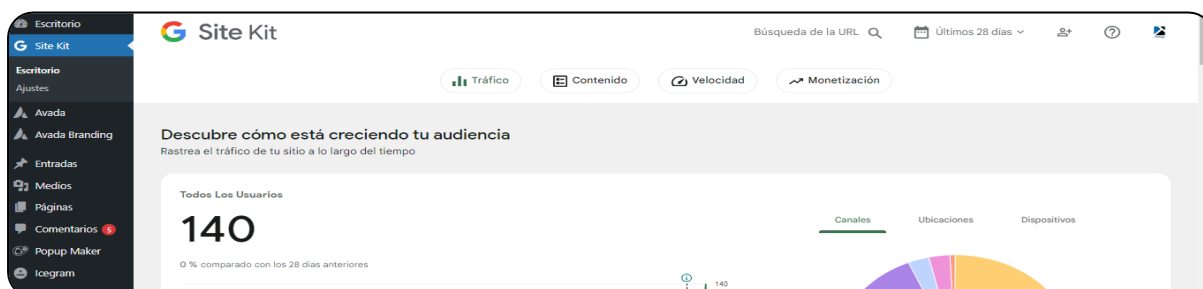 Escritorio
Site Kit
Escritorio
Ajustes
Avada
Avada Branding
Entradas
Medios
Páginas
Comentarios 5
Popup Maker
Icegram
G Site Kit
Búsqueda de la URL
Últimos 28 días
Tráfico
Contenido
Velocidad
Monetización
Descubre cómo está creciendo tu audiencia
Rastrea el tráfico de tu sitio a lo largo del tiempo
Todos Los Usuarios
140
0 % comparado con los 28 días anteriores
140
Canales
Ubicaciones
Dispositivos